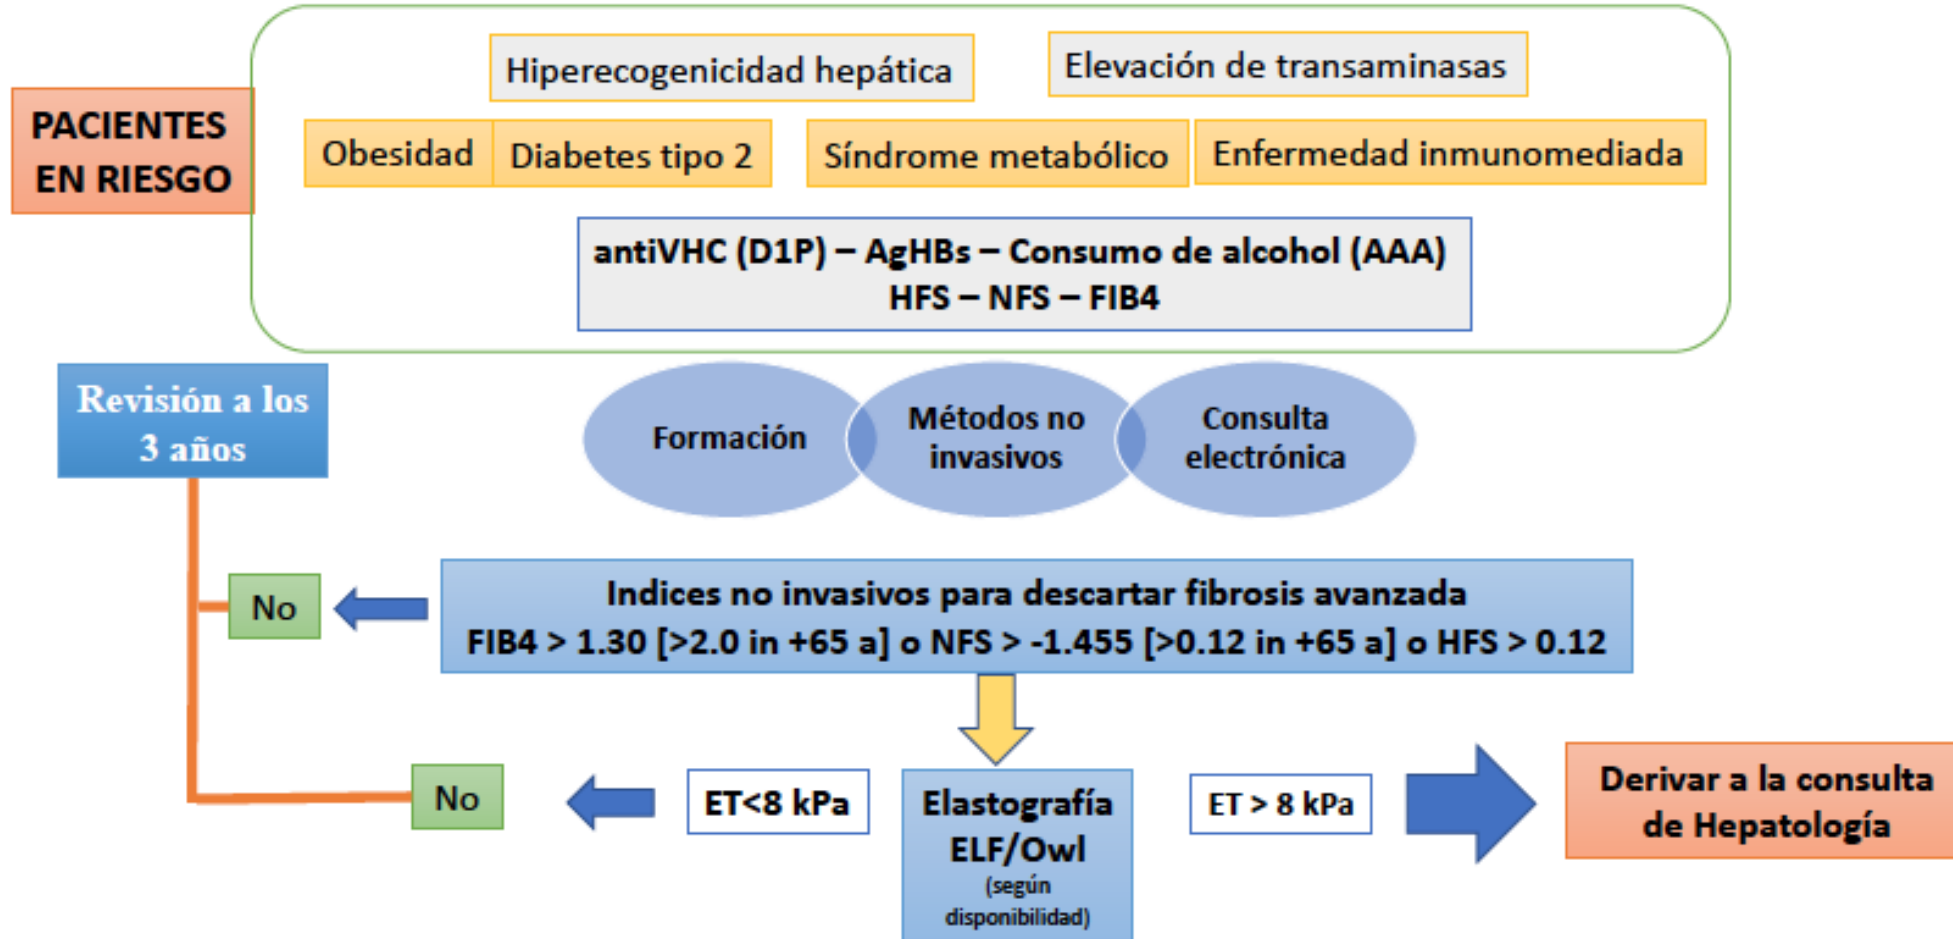 Hiperecogenicidad hepática
Elevación de transaminasas
PACIENTES
EN RIESGO
Obesidad
Diabetes tipo 2
Síndrome metabólico
Enfermedad inmunomediada
antiVHC (D1P) – AgHBs – Consumo de alcohol (AAA)
HFS – NFS – FIB4
Revisión a los
3 años
Formación
Métodos no
invasivos
Consulta
electrónica
No
Indices no invasivos para descartar fibrosis avanzada
FIB4 > 1.30 [>2.0 in +65 a] o NFS > -1.455 [>0.12 in +65 a] o HFS > 0.12
No
ET<8 kPa
Elastografía
ELF/Owl
(según
disponibilidad)
ET > 8 kPa
Derivar a la consulta
de Hepatología